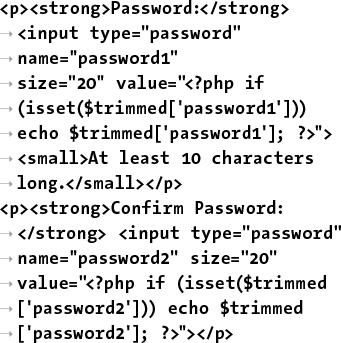 <p><strong>Password:</strong>
→ <input type="password"
→ name="password1"
→ size="20" value="<?php if
→ (isset($trimmed['password1']))
→ echo $trimmed['password1']; ?>">
→ <small>At least 10 characters
→ long.</small></p>
<p><strong>Confirm Password:
→ </strong> <input type="password"
→ name="password2" size="20"
→ value="<?php if (isset($trimmed
→ ['password2'])) echo $trimmed
→ ['password2']; ?>"></p>